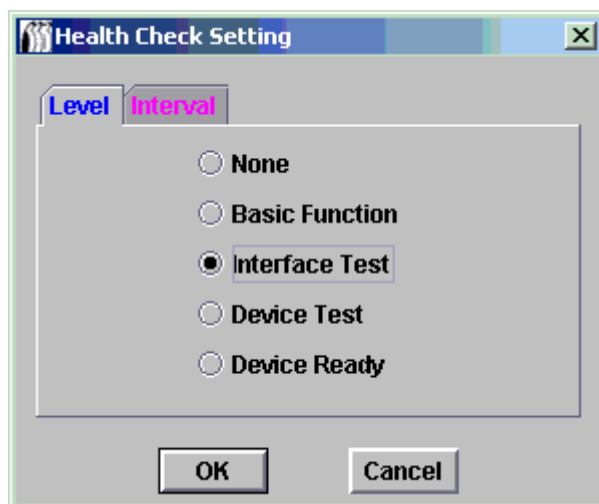 Health Check Setting
Level Interval
None
Basic Function
Interface Test
Device Test
Device Ready
OK Cancel